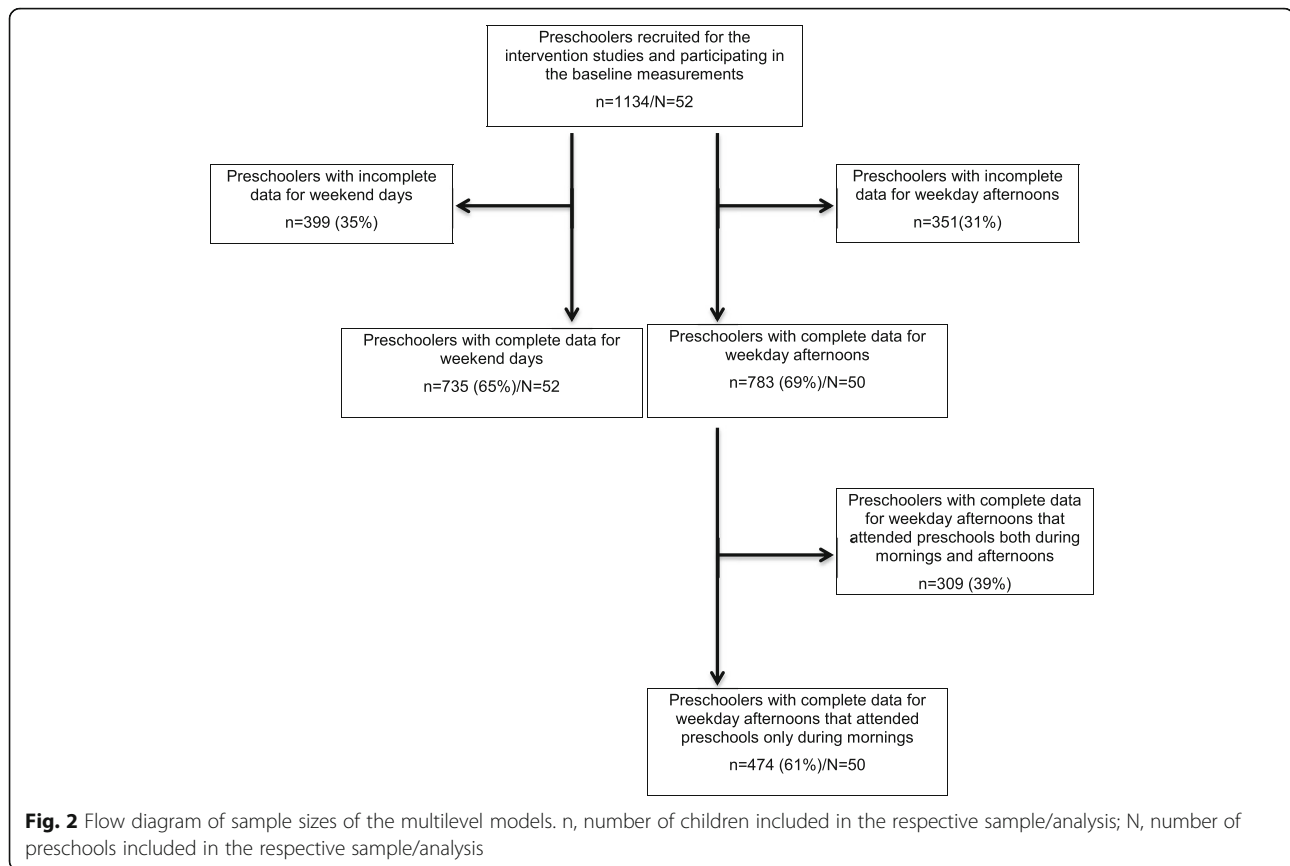 Preschoolers recruited for the
intervention studies and participating in
the baseline measurements
n=1134/N=52
Preschoolers with incomplete
data for weekend days
n=399 (35%)
Preschoolers with incomplete
data for weekday afternoons
n=351(31%)
Preschoolers with complete data for
weekend days
n=735 (65%)/N=52
Preschoolers with complete data for
weekday afternoons
n=783 (69%)/N=50
Preschoolers with complete data
for weekday afternoons that
attended preschools both during
mornings and afternoons
n=309 (39%)
Preschoolers with complete data for
weekday afternoons that attended
preschools only during mornings
n=474 (61%)/N=50
Fig. 2 Flow diagram of sample sizes of the multilevel models. n, number of children included in the respective sample/analysis; N, number of
preschools included in the respective sample/analysis